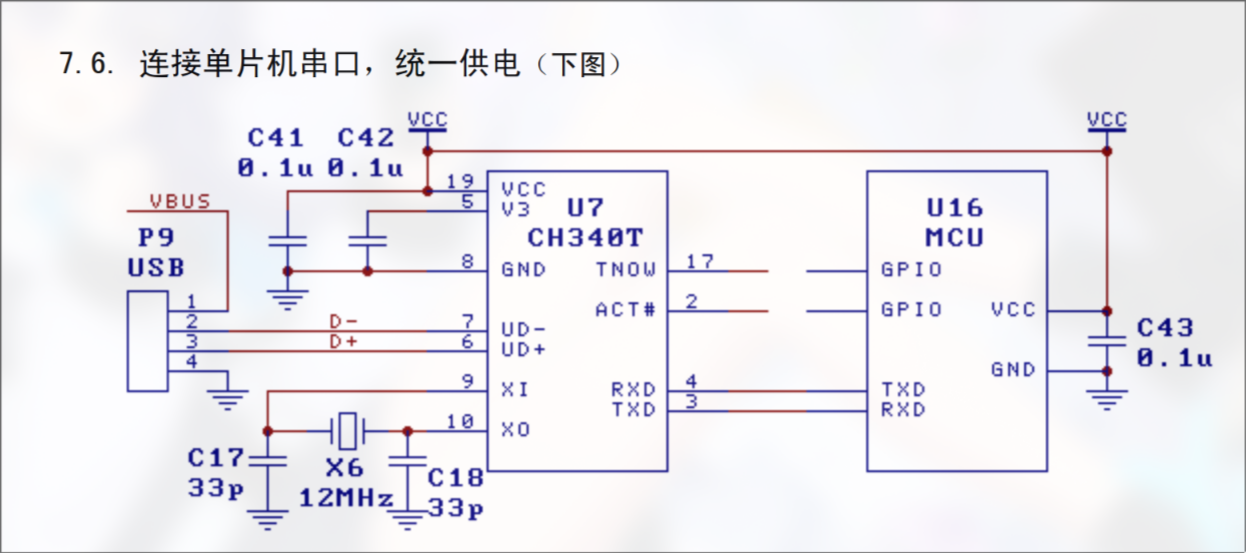 7.6. 连接单片机串口，统一供电（下图）
VCC
VCC
C41 C42
0.1u 0.1u
VBUS
P9
USB
1
2
3
4
D-
D+
19
5
8
7
6
9
10
VCC
V3
GND
UD-
UD+
XI
XO
U7
CH340T
TNOW
ACT#
RXD
TXD
17
2
4
3
U16
MCU
GPIO
GPIO
TXD
RXD
VCC
GND
C43
0.1u
C17
33p
X6
12MHz
C18
33p